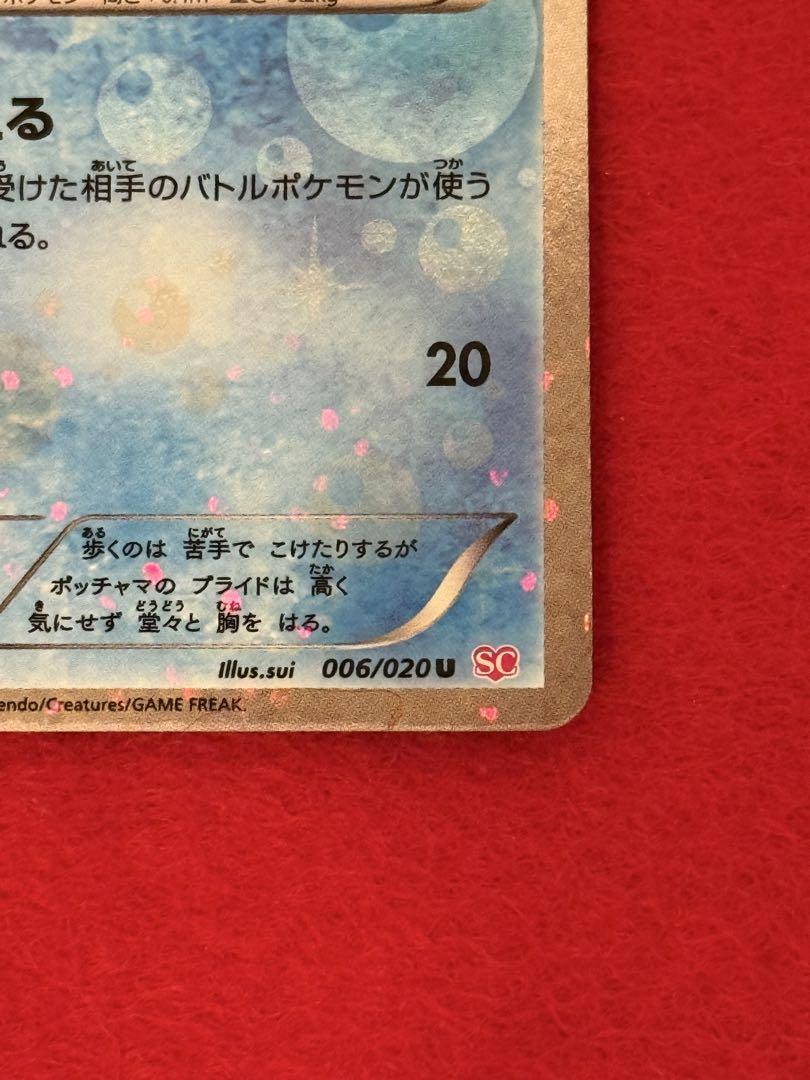 る
受けた相手のバトルポケモンが使う
れる。
20
歩くのは 苦手で こけたりするが
ポッチャマの プライドは 高く
気にせず 堂々と 胸を はる。
Illus.sui 006/020 U SC
endo/Creatures/GAME FREAK.